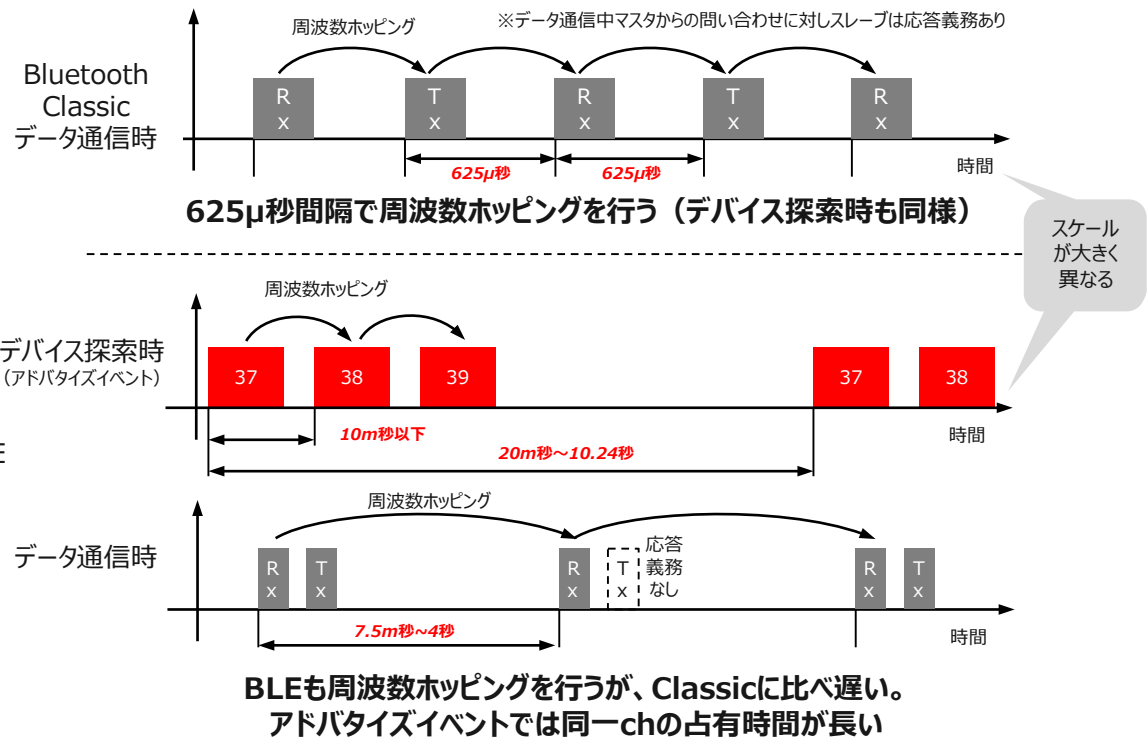 周波数ホッピング
※データ通信中マスタからの問い合わせに対しスレーブは応答義務あり
Bluetooth
Classic
データ通信時
Rx
Tx
Rx
Tx
Rx
625μ秒
625μ秒
時間
625μ秒間隔で周波数ホッピングを行う（デバイス探索時も同様）
スケール
が大きく
異なる
周波数ホッピング
デバイス探索時
（アドバタイズイベント）
37
38
39
37
38
10m秒以下
時間
20m秒～10.24秒
周波数ホッピング
データ通信時
Rx
Tx
Rx
Tx
応答
義務
なし
Rx
Tx
7.5m秒~4秒
時間
BLEも周波数ホッピングを行うが、Classicに比べ遅い。
アドバタイズイベントでは同一chの占有時間が長い